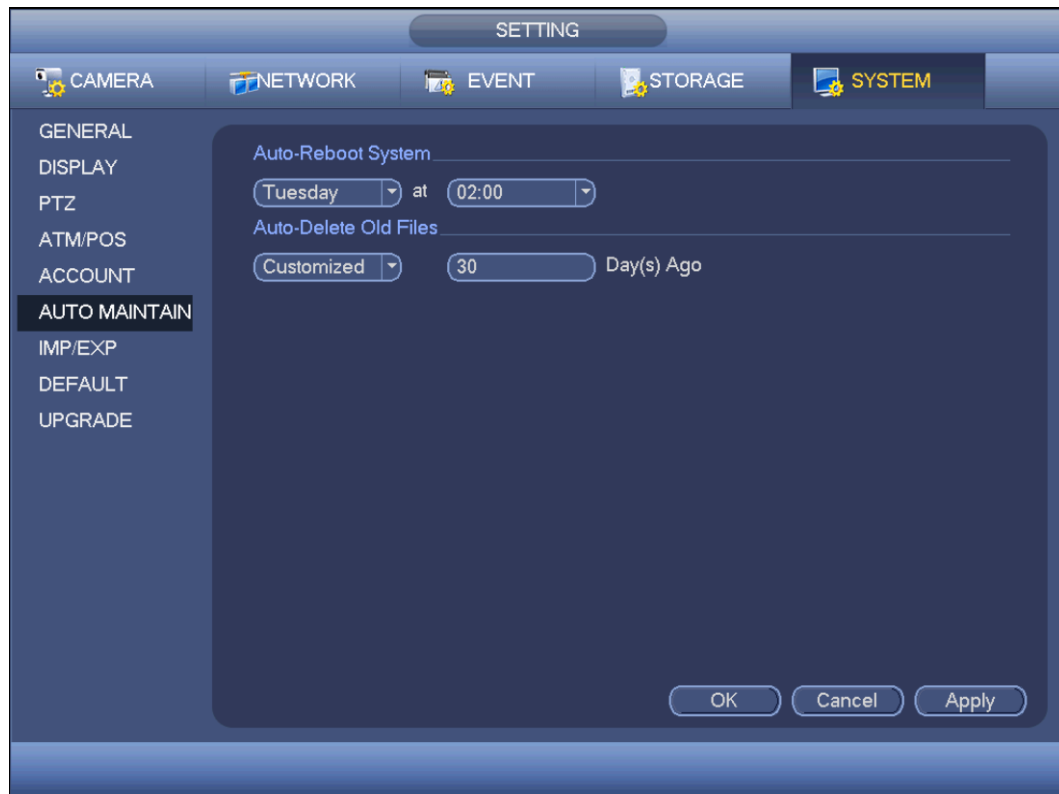 SETTING
CAMERA NETWORK EVENT STORAGE SYSTEM
GENERAL
DISPLAY
PTZ
ATM/POS
ACCOUNT
AUTO MAINTAIN
IMP/EXP
DEFAULT
UPGRADE
Auto-Reboot System
Tuesday at 02:00
Auto-Delete Old Files
Customized 30 Day(s) Ago
OK Cancel Apply